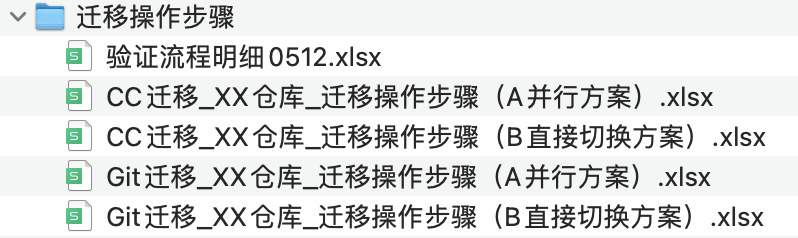 迁移操作步骤
验证流程明细0512.xlsx
CC迁移_XX仓库_迁移操作步骤（A并行方案）.xlsx
CC迁移_XX仓库_迁移操作步骤（B直接切换方案）.xlsx
Git迁移_XX仓库_迁移操作步骤（A并行方案）.xlsx
Git迁移_XX仓库_迁移操作步骤（B直接切换方案）.xlsx